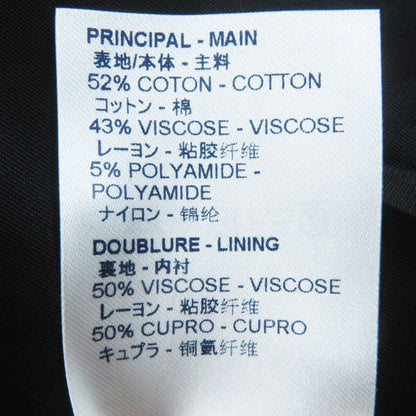 PRINCIPAL - MAIN
表地/本体 - 主料
52% COTON - COTTON
コットン - 棉
43% VISCOSE - VISCOSE
レーヨン - 粘胶纤维
5% POLYAMIDE -
POLYAMIDE
ナイロン - 锦纶
DOUBLURE - LINING
裏地 - 内衬
50% VISCOSE - VISCOSE
レーヨン - 粘胶纤维
50% CUPRO - CUPRO
キュプラ - 铜氨纤维